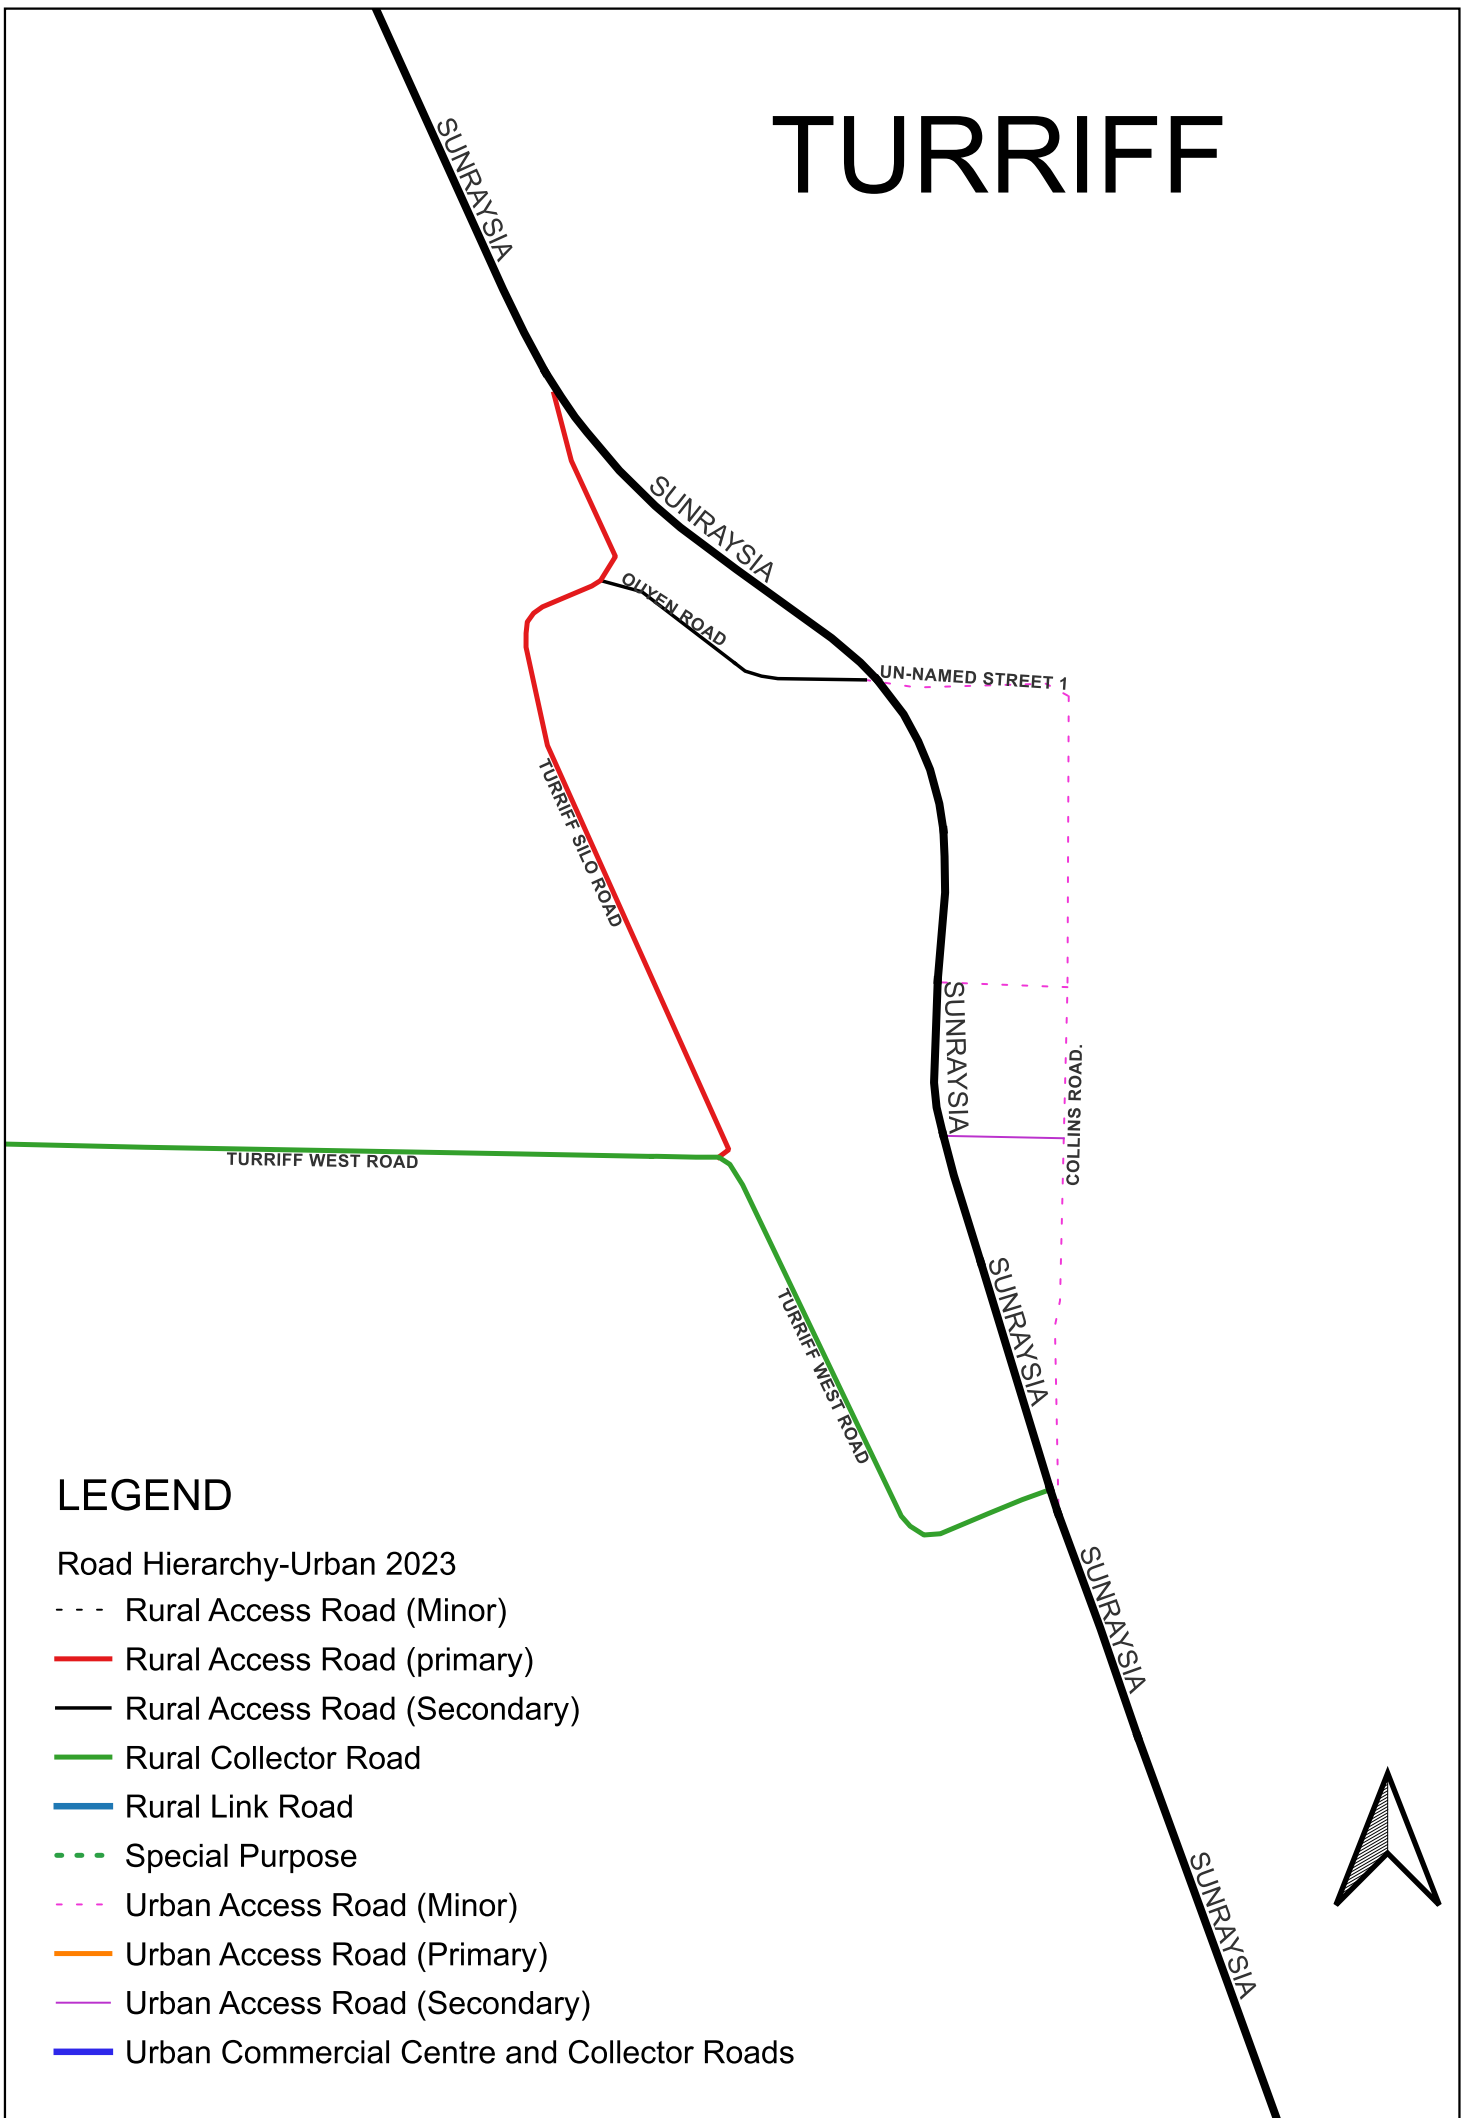 TURRIFF
SUNRAYSIA
SUNRAYSIA
OUYEN ROAD
UN-NAMED STREET 1
TURRIFF SILO ROAD
SUNRAYSIA
COLLINS ROAD.
TURRIFF WEST ROAD
SUNRAYSIA
TURRIFF WEST ROAD
SUNRAYSIA
SUNRAYSIA
LEGEND
Road Hierarchy-Urban 2023
Rural Access Road (Minor)
Rural Access Road (primary)
Rural Access Road (Secondary)
Rural Collector Road
Rural Link Road
Special Purpose
Urban Access Road (Minor)
Urban Access Road (Primary)
Urban Access Road (Secondary)
Urban Commercial Centre and Collector Roads